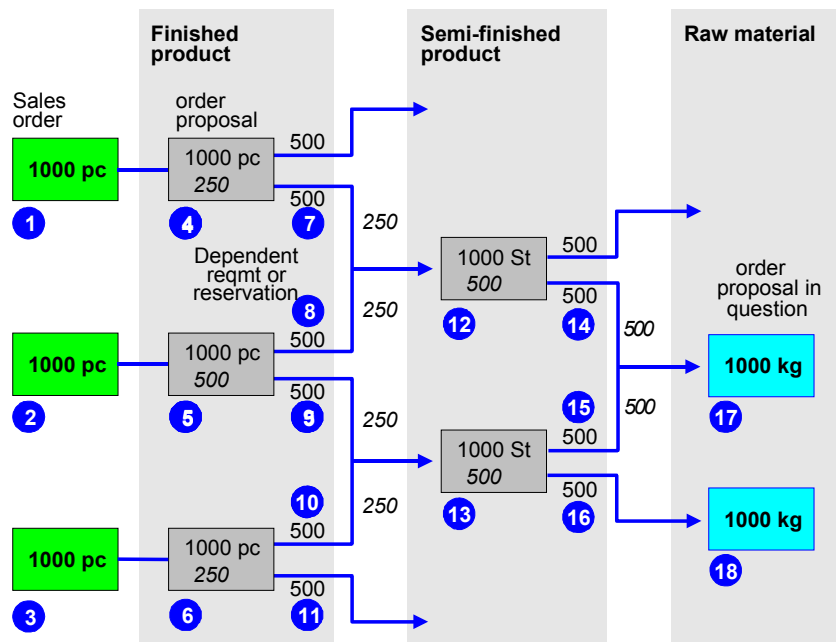 Finished
product
Semi-finished
product
Raw material
Sales
order
order
proposal
1000 pc
1
1000 pc
250
4
500
500
7
250
Dependent
reqmt or
reservation
8
250
500
1000 pc
2
1000 pc
500
5
500
9
250
10
250
500
1000 pc
3
1000 pc
250
6
500
11
1000 St
500
12
500
500
14
500
15
500
500
1000 St
500
13
500
16
order
proposal in
question
1000 kg
17
1000 kg
18